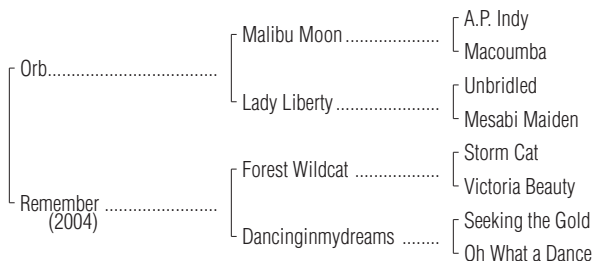 A.P. Indy
Malibu Moon ....................
Macoumba
Orb....................................
Unbridled
Lady Liberty ......................
Mesabi Maiden
Storm Cat
Forest Wildcat ..................
Victoria Beauty
Remember ........................
(2004)
Seeking the Gold
Dancinginmydreams ........
Oh What a Dance